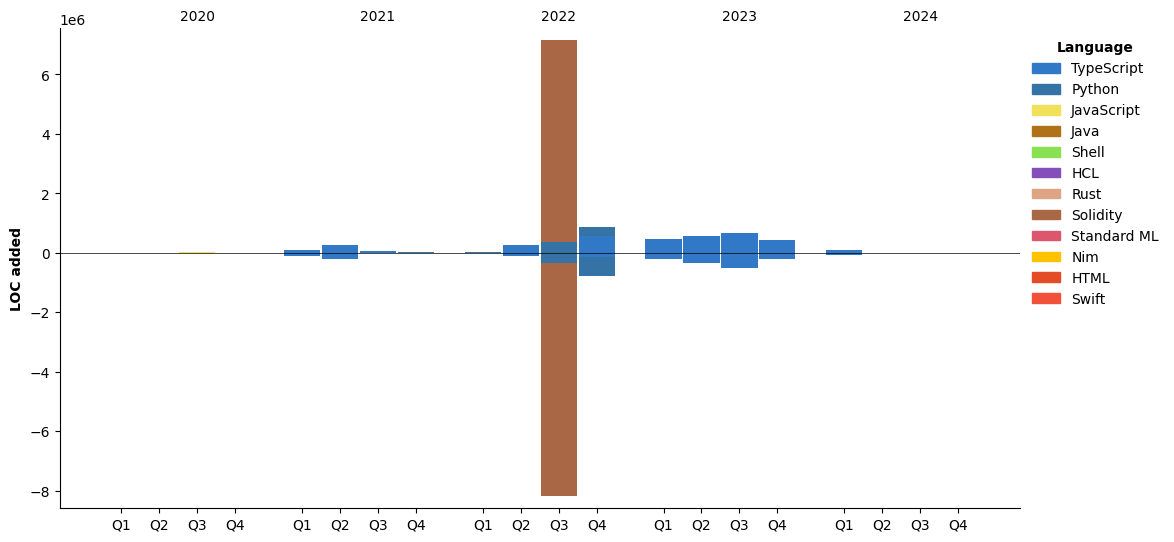 2020 2021 2022 2023 2024
1e6
6
4
2
0
−2
−4
−6
−8
LOC added
Q1 Q2 Q3 Q4 Q1 Q2 Q3 Q4 Q1 Q2 Q3 Q4 Q1 Q2 Q3 Q4 Q1 Q2 Q3 Q4
Language
TypeScript
Python
JavaScript
Java
Shell
HCL
Rust
Solidity
Standard ML
Nim
HTML
Swift